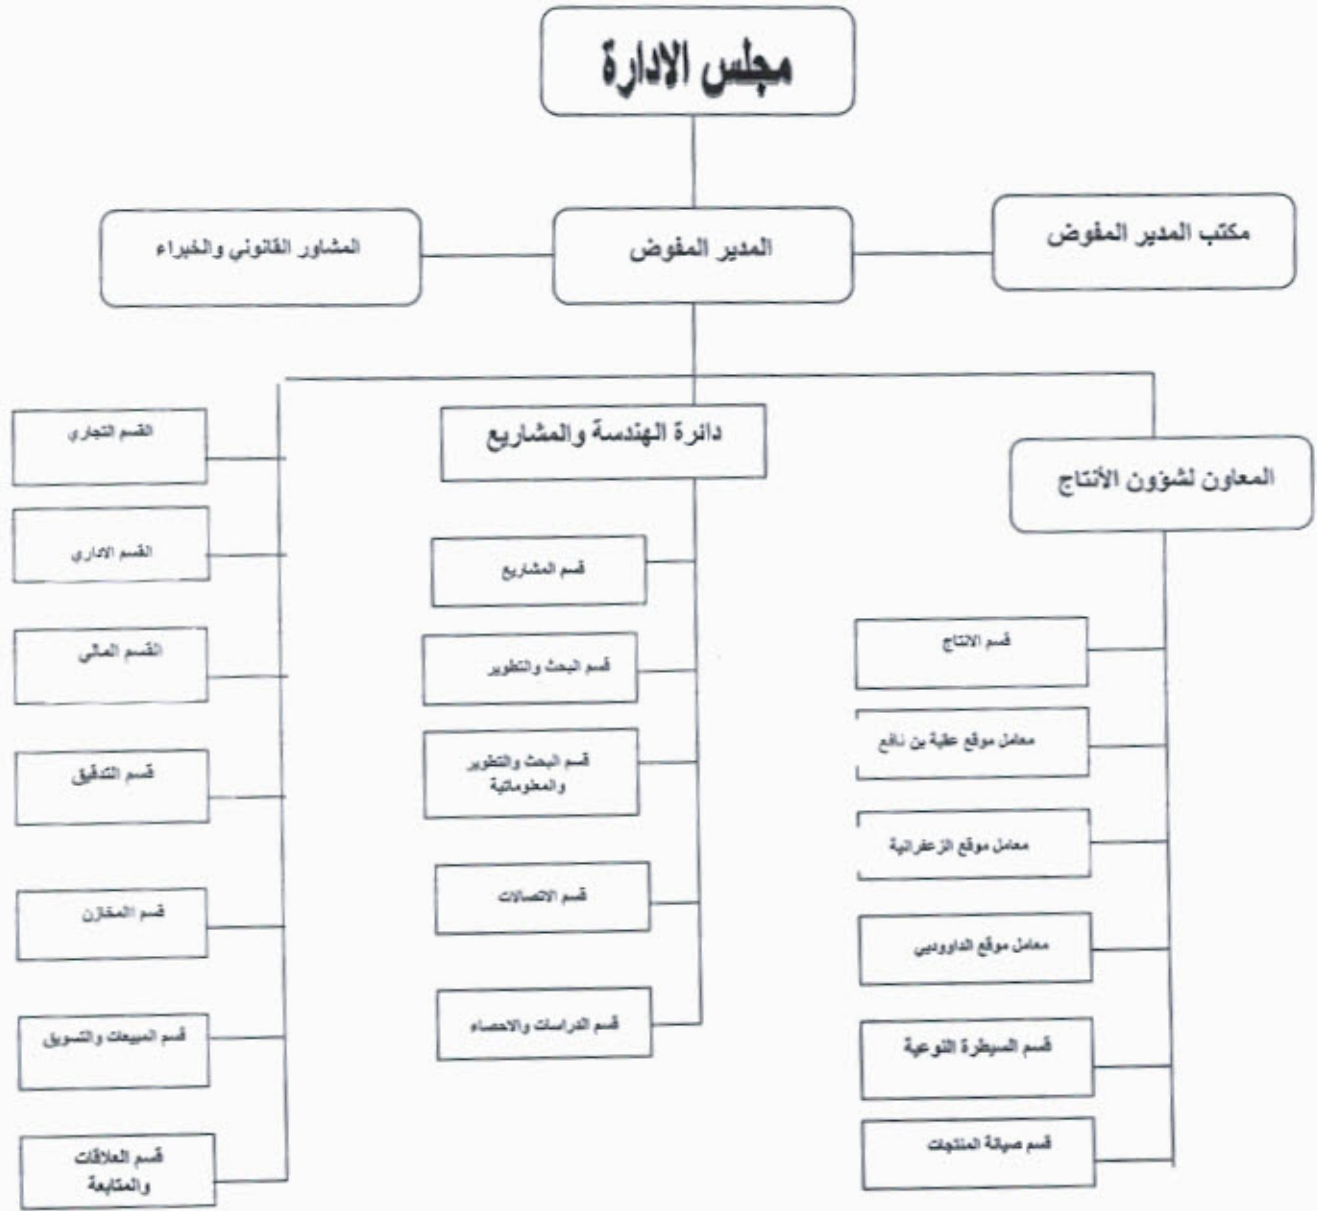 مجلس الادارة
مكتب المدير المفوض
المدير المفوض
المشاور القانوني والخبراء
المعاون لشؤون الأنتاج
قسم الانتاج
معامل موقع عقبة بن نافع
معامل موقع الزعفرانية
معامل موقع الداوودي
قسم السيطرة النوعية
قسم صيانة المنتجات
دائرة الهندسة والمشاريع
قسم المشاريع
قسم البحث والتطوير
قسم البحث والتطوير
والمعلوماتية
قسم الاتصالات
قسم الدراسات والاحصاء
القسم التجاري
القسم الاداري
القسم المالي
قسم التدقيق
قسم المخازن
قسم المبيعات والتسويق
قسم العلاقات
والمتابعة